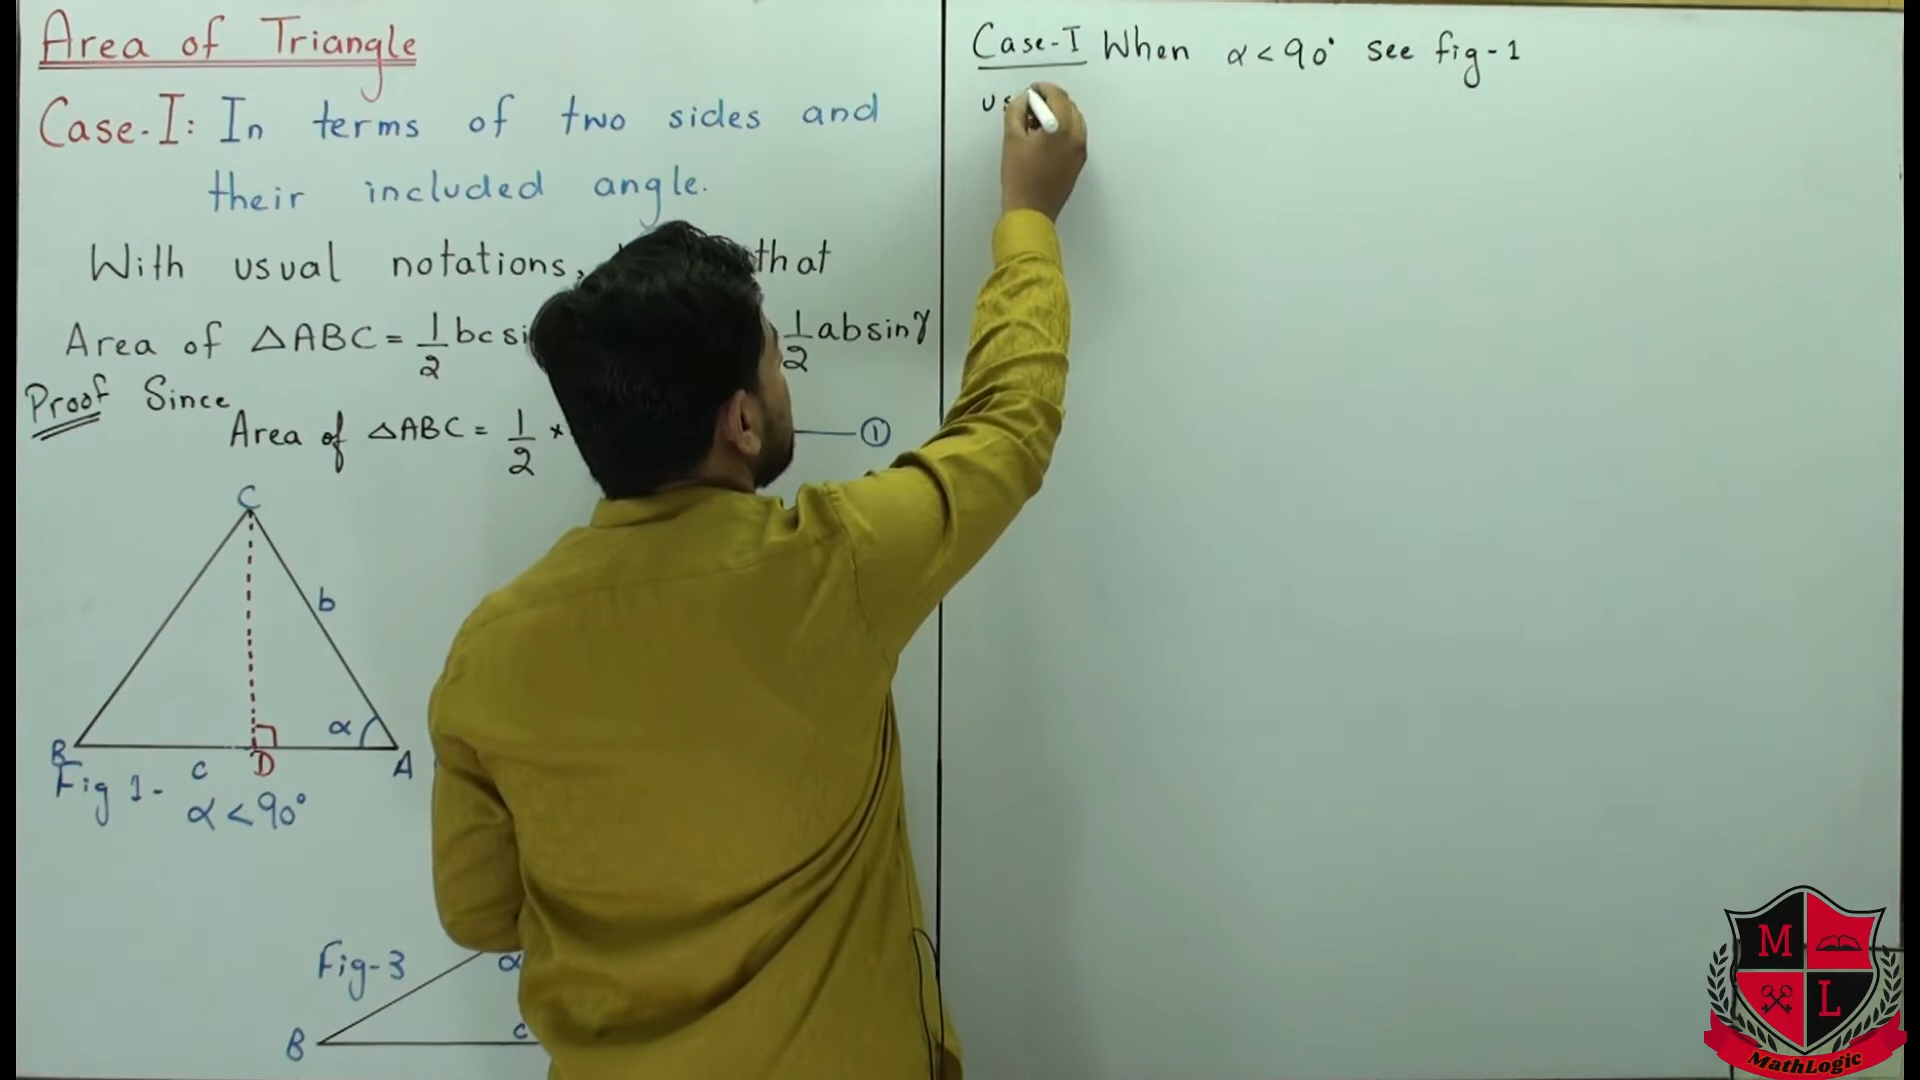 Area of Triangle
Case-I: In terms of two sides and
their included angle.
With usual notations, that
Area of △ABC = 1/2 bc 1/2 ab sin γ
Proof Since
Area of △ABC = 1/2 × ①
C
b
α
B
c
D
A
Fig 1-
α < 90°
Fig-3
α
B
c
Case-I When α < 90° see fig-1
M
L
MathLogic